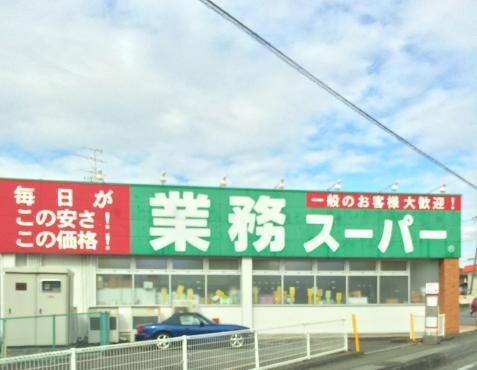 毎日が
この安さ!
この価格!
一般のお客様大歓迎!
業務スーパー®